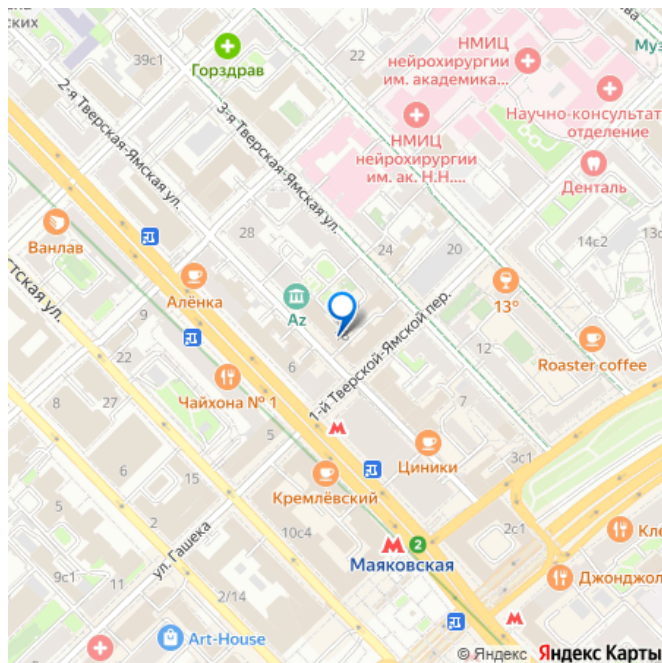 ских
39с1
Горздрав
22
НМИЦ
нейрохирургии
им. академика...
Муз
Научно-консультат
отделение
НМИЦ
нейрохирургии
им. ак. Н.Н....
Денталь
2-я Тверская-Ямская ул.
3-я Тверская-Ямская ул.
28
24
20
14с2
13с
Ванлав
Алёнка
Az
13°
9
1-й Тверской-Ямской пер.
12
Roaster coffee
22
6
7
Чайхона № 1
8
27
Циники
3с1
6
15
Кремлёвский
5
2
10с4
2с1
Кле
ул. Гашека
2
Маяковская
9с1
11
2/14
Джонджол
Art-House
© Яндекс Яндекс Карты